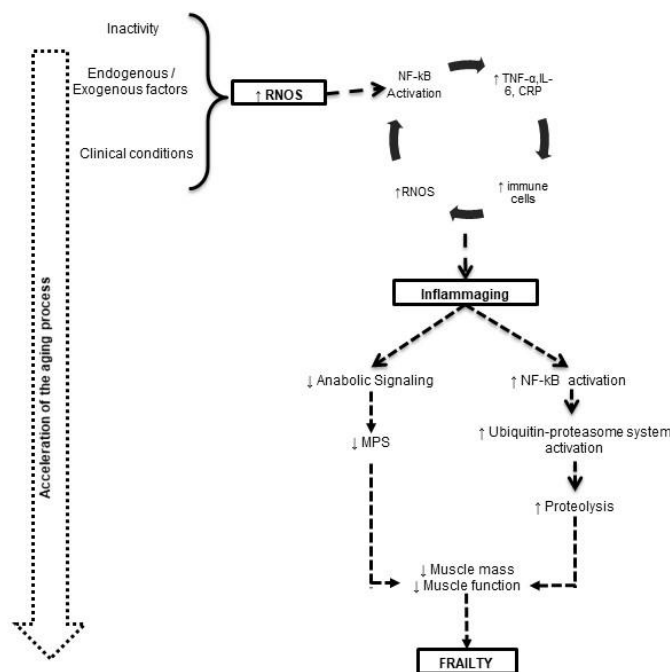 Inactivity
Endogenous /
Exogenous factors
Clinical conditions
↑ RNOS
NF-kB
Activation
↑ TNF-α,IL-
6, CRP
↑ immune
cells
↑RNOS
Inflammaging
↓ Anabolic Signaling
↑ NF-kB activation
↓ MPS
↑ Ubiquitin-proteasome system
activation
↑ Proteolysis
↓ Muscle mass
↓ Muscle function
FRAILTY
Acceleration of the aging process